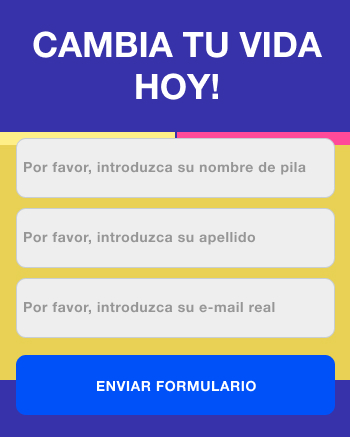 CAMBIA TU VIDA
HOY!
Por favor, introduzca su nombre de pila
Por favor, introduzca su apellido
Por favor, introduzca su e-mail real
ENVIAR FORMULARIO